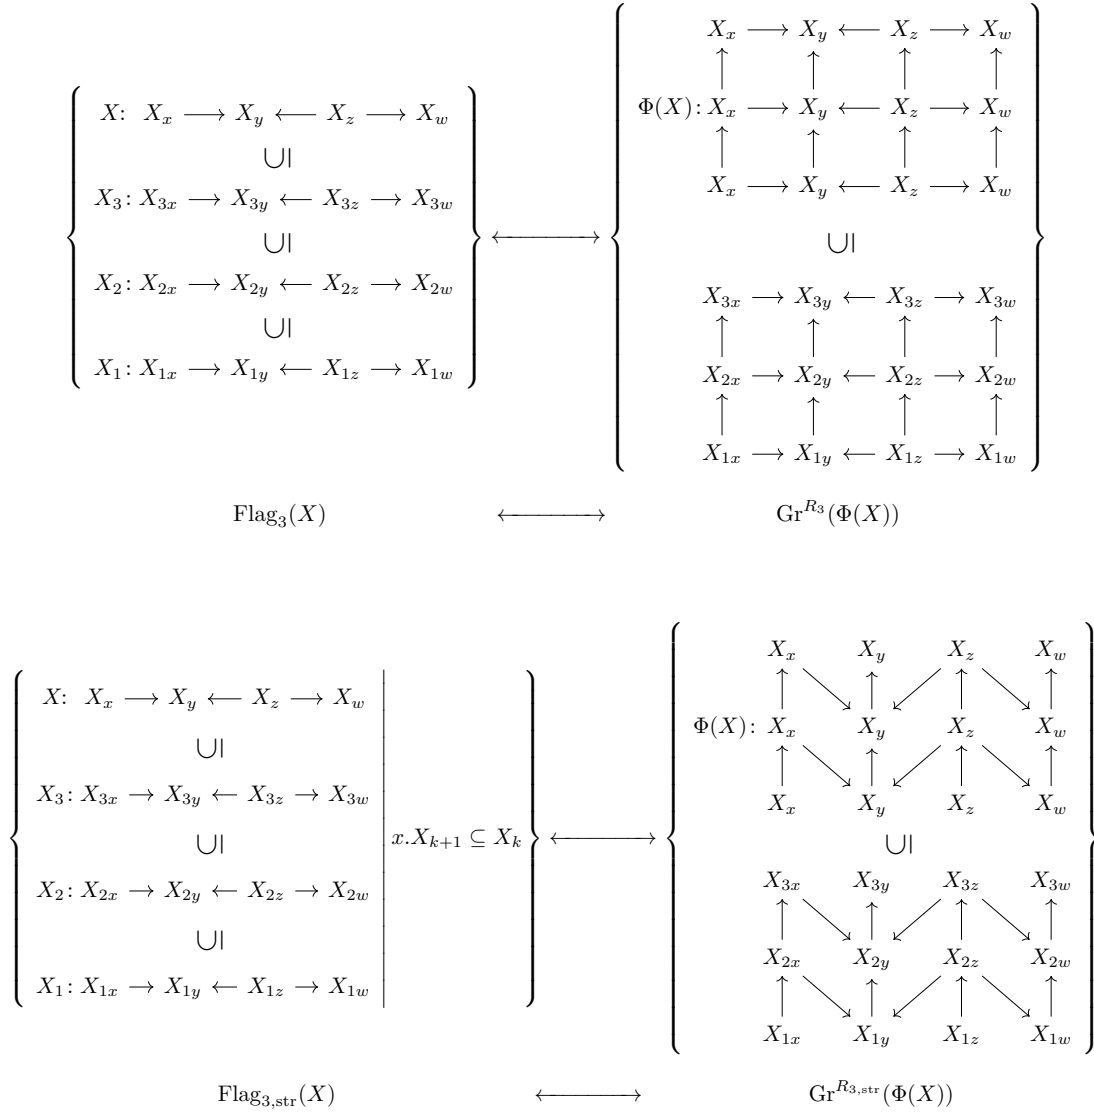 X: X_x ⟶ X_y ⟵ X_z ⟶ X_w
∪|
X_3: X_{3x} ⟶ X_{3y} ⟵ X_{3z} ⟶ X_{3w}
∪|
X_2: X_{2x} ⟶ X_{2y} ⟵ X_{2z} ⟶ X_{2w}
∪|
X_1: X_{1x} ⟶ X_{1y} ⟵ X_{1z} ⟶ X_{1w}
⟷
X_x ⟶ X_y ⟵ X_z ⟶ X_w
Φ(X): X_x ⟶ X_y ⟵ X_z ⟶ X_w
X_x ⟶ X_y ⟵ X_z ⟶ X_w
∪|
X_{3x} ⟶ X_{3y} ⟵ X_{3z} ⟶ X_{3w}
X_{2x} ⟶ X_{2y} ⟵ X_{2z} ⟶ X_{2w}
X_{1x} ⟶ X_{1y} ⟵ X_{1z} ⟶ X_{1w}
Flag_3(X) ⟷ Gr^{R_3}(Φ(X))
X: X_x ⟶ X_y ⟵ X_z ⟶ X_w
∪|
X_3: X_{3x} → X_{3y} ← X_{3z} → X_{3w}
∪|
X_2: X_{2x} → X_{2y} ← X_{2z} → X_{2w}
∪|
X_1: X_{1x} → X_{1y} ← X_{1z} → X_{1w}
x.X_{k+1} ⊆ X_k
⟷
X_x X_y X_z X_w
Φ(X): X_x X_y X_z X_w
X_x X_y X_z X_w
∪|
X_{3x} X_{3y} X_{3z} X_{3w}
X_{2x} X_{2y} X_{2z} X_{2w}
X_{1x} X_{1y} X_{1z} X_{1w}
Flag_{3,str}(X) ⟷ Gr^{R_{3,str}}(Φ(X))